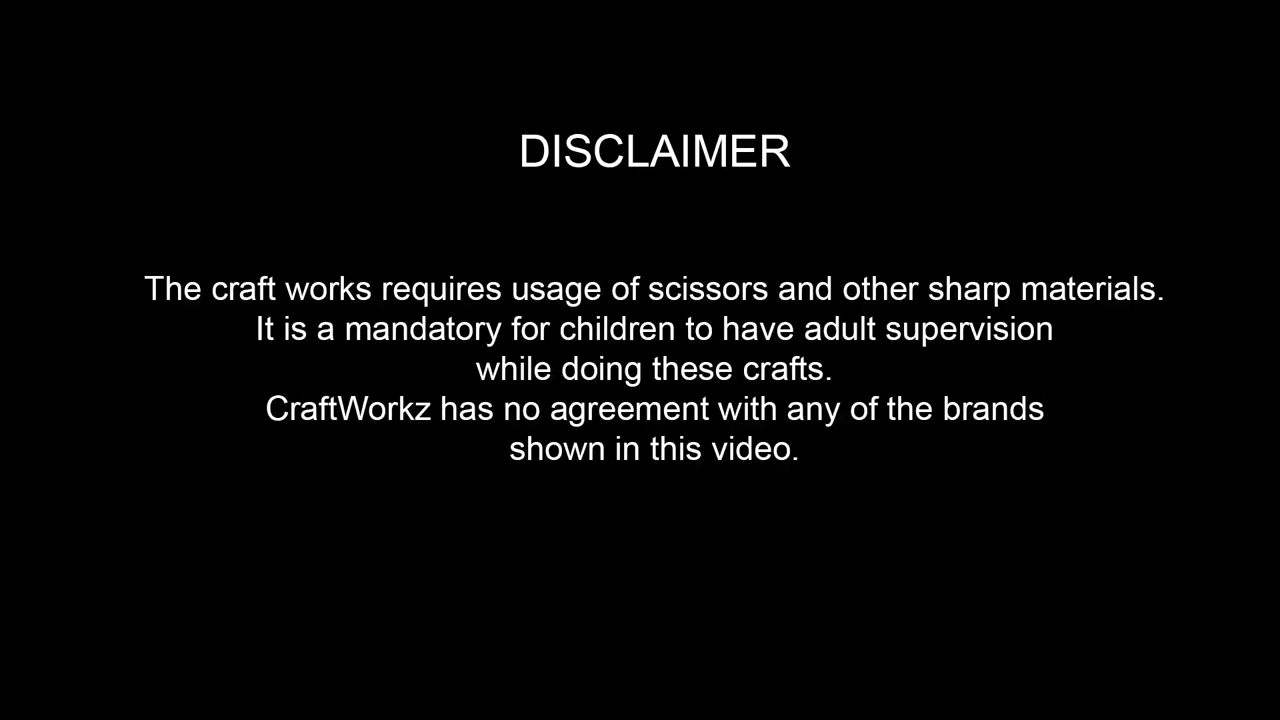 DISCLAIMER
The craft works requires usage of scissors and other sharp materials.
It is a mandatory for children to have adult supervision
while doing these crafts.
CraftWorkz has no agreement with any of the brands
shown in this video.